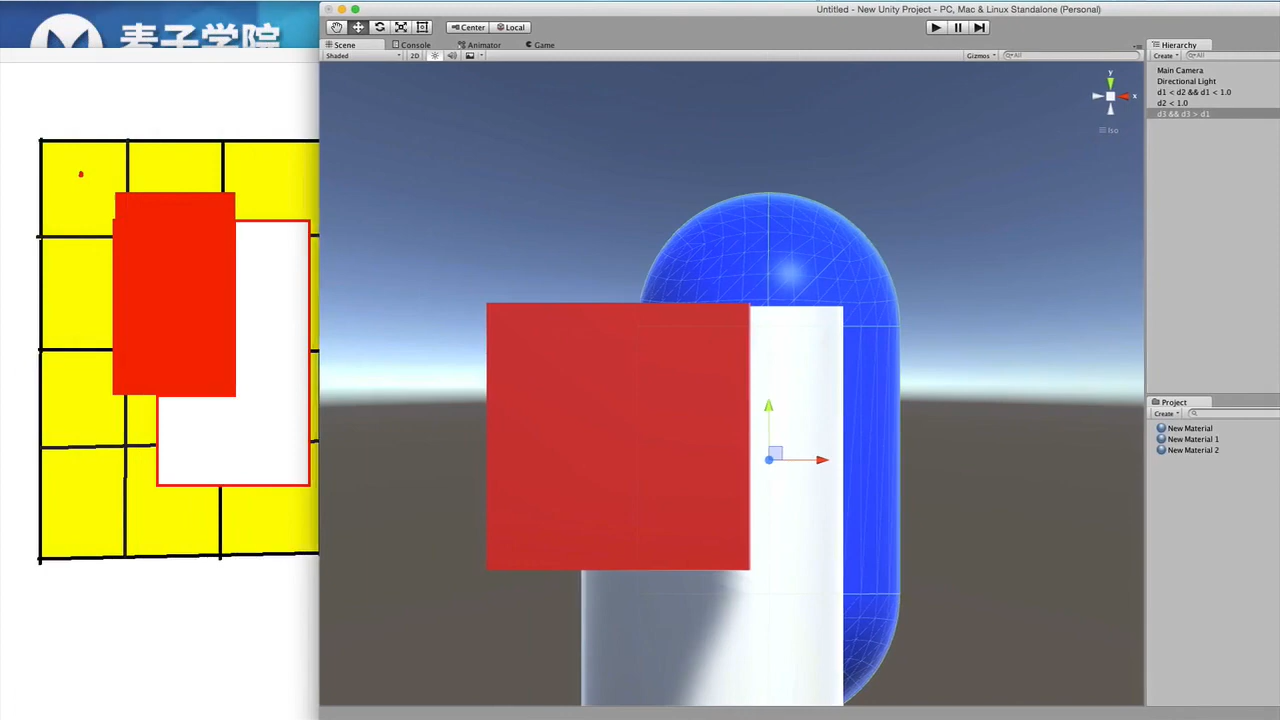 麦子学院
Untitled - New Unity Project - PC, Mac & Linux Standalone (Personal)
Center Local
Scene Console Animator Game
Shaded 2D Gizmos All
y
x
Iso
Hierarchy
Create All
Main Camera
Directional Light
d1 < d2 && d1 < 1.0
d2 < 1.0
d3 && d3 > d1
Project
Create
New Material
New Material 1
New Material 2